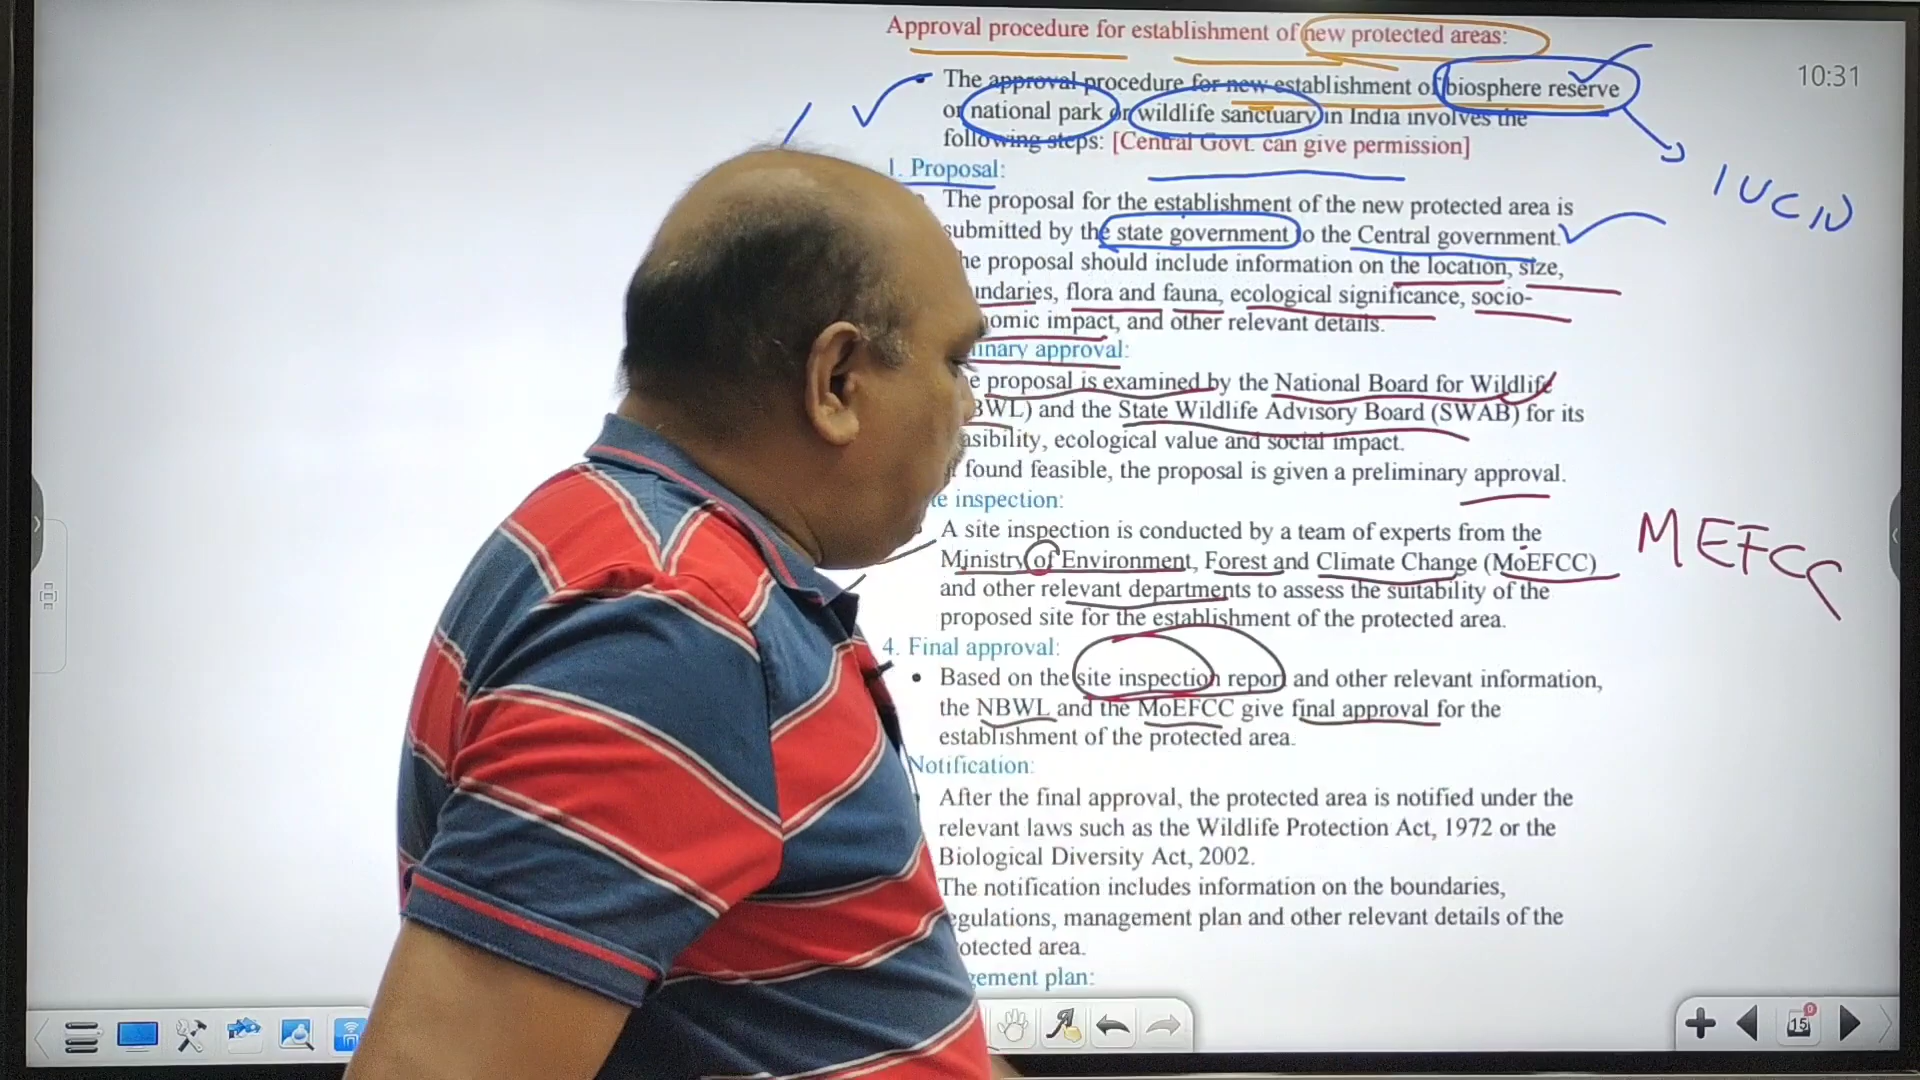 Approval procedure for establishment of new protected areas:
10:31
• The approval procedure for new establishment of biosphere reserve
or national park or wildlife sanctuary in India involves the
following steps: [Central Govt. can give permission]
IUCN
1. Proposal:
The proposal for the establishment of the new protected area is
submitted by the state government to the Central government.
he proposal should include information on the location, size,
ndaries, flora and fauna, ecological significance, socio-
omic impact, and other relevant details.
inary approval:
e proposal is examined by the National Board for Wildlife
BWL) and the State Wildlife Advisory Board (SWAB) for its
asibility, ecological value and social impact.
f found feasible, the proposal is given a preliminary approval.
te inspection:
A site inspection is conducted by a team of experts from the
Ministry of Environment, Forest and Climate Change (MoEFCC)
MEFCC
and other relevant departments to assess the suitability of the
proposed site for the establishment of the protected area.
4. Final approval:
• Based on the site inspection report and other relevant information,
the NBWL and the MoEFCC give final approval for the
establishment of the protected area.
Notification:
After the final approval, the protected area is notified under the
relevant laws such as the Wildlife Protection Act, 1972 or the
Biological Diversity Act, 2002.
The notification includes information on the boundaries,
egulations, management plan and other relevant details of the
otected area.
gement plan:
15